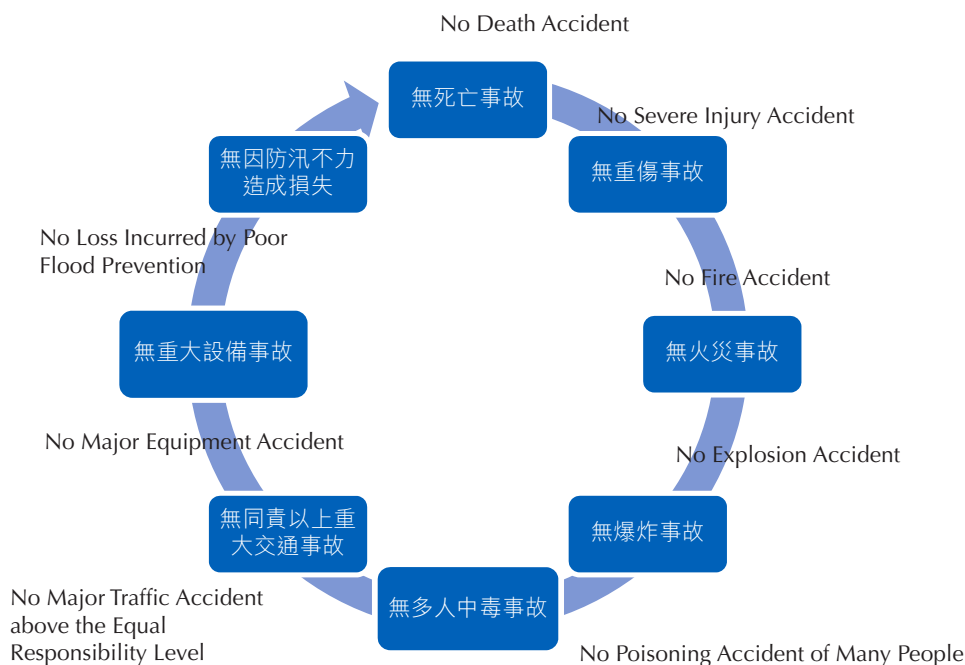 No Death Accident
無死亡事故
No Severe Injury Accident
無重傷事故
No Fire Accident
無火災事故
No Explosion Accident
無爆炸事故
No Poisoning Accident of Many People
無多人中毒事故
No Major Traffic Accident
above the Equal
Responsibility Level
無同責以上重
大交通事故
No Major Equipment Accident
無重大設備事故
No Loss Incurred by Poor
Flood Prevention
無因防汛不力
造成損失